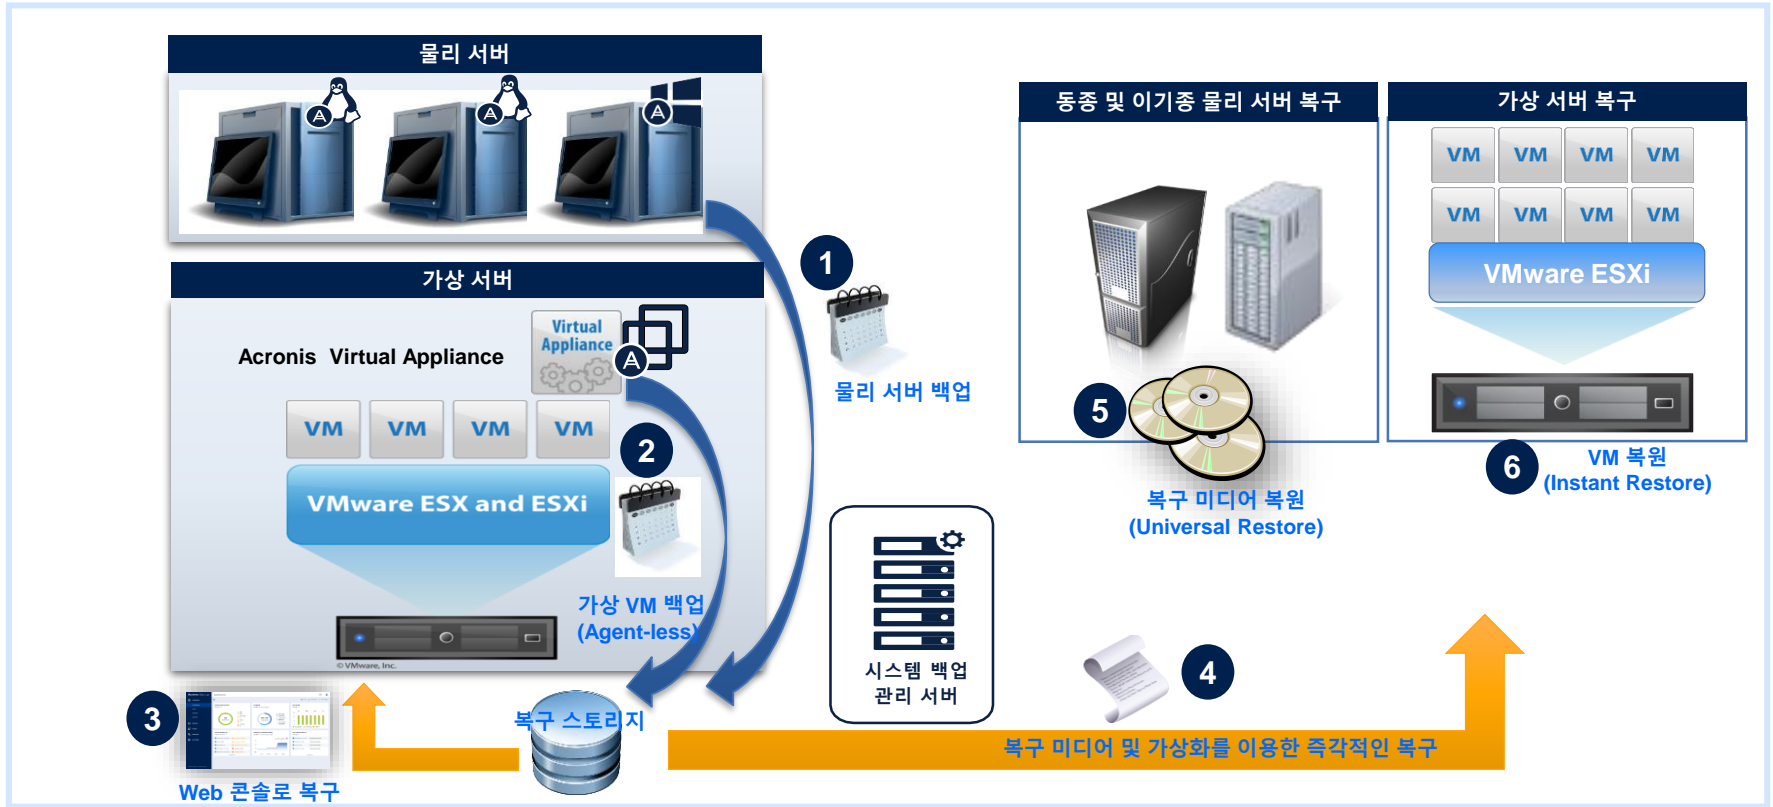 물리 서버
가상 서버
Acronis Virtual Appliance
Virtual
Appliance
VM
VM
VM
VM
VMware ESX and ESXi
© VMware, Inc.
1
물리 서버 백업
2
가상 VM 백업
(Agent-less)
3
Web 콘솔로 복구
복구 스토리지
시스템 백업
관리 서버
동종 및 이기종 물리 서버 복구
5
복구 미디어 복원
(Universal Restore)
가상 서버 복구
VM VM VM VM
VM VM VM VM
VMware ESXi
6
VM 복원
(Instant Restore)
4
복구 미디어 및 가상화를 이용한 즉각적인 복구